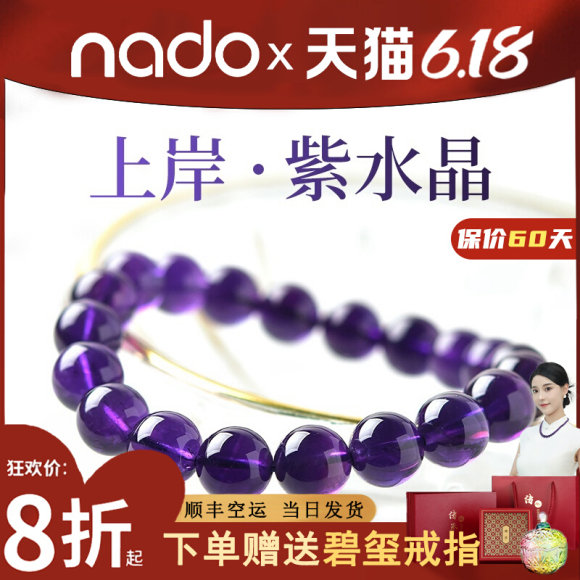 nado x 天猫6.18
上岸·紫水晶
保价60天
狂欢价:
8折起
顺丰空运 当日发货
下单赠送碧玺戒指